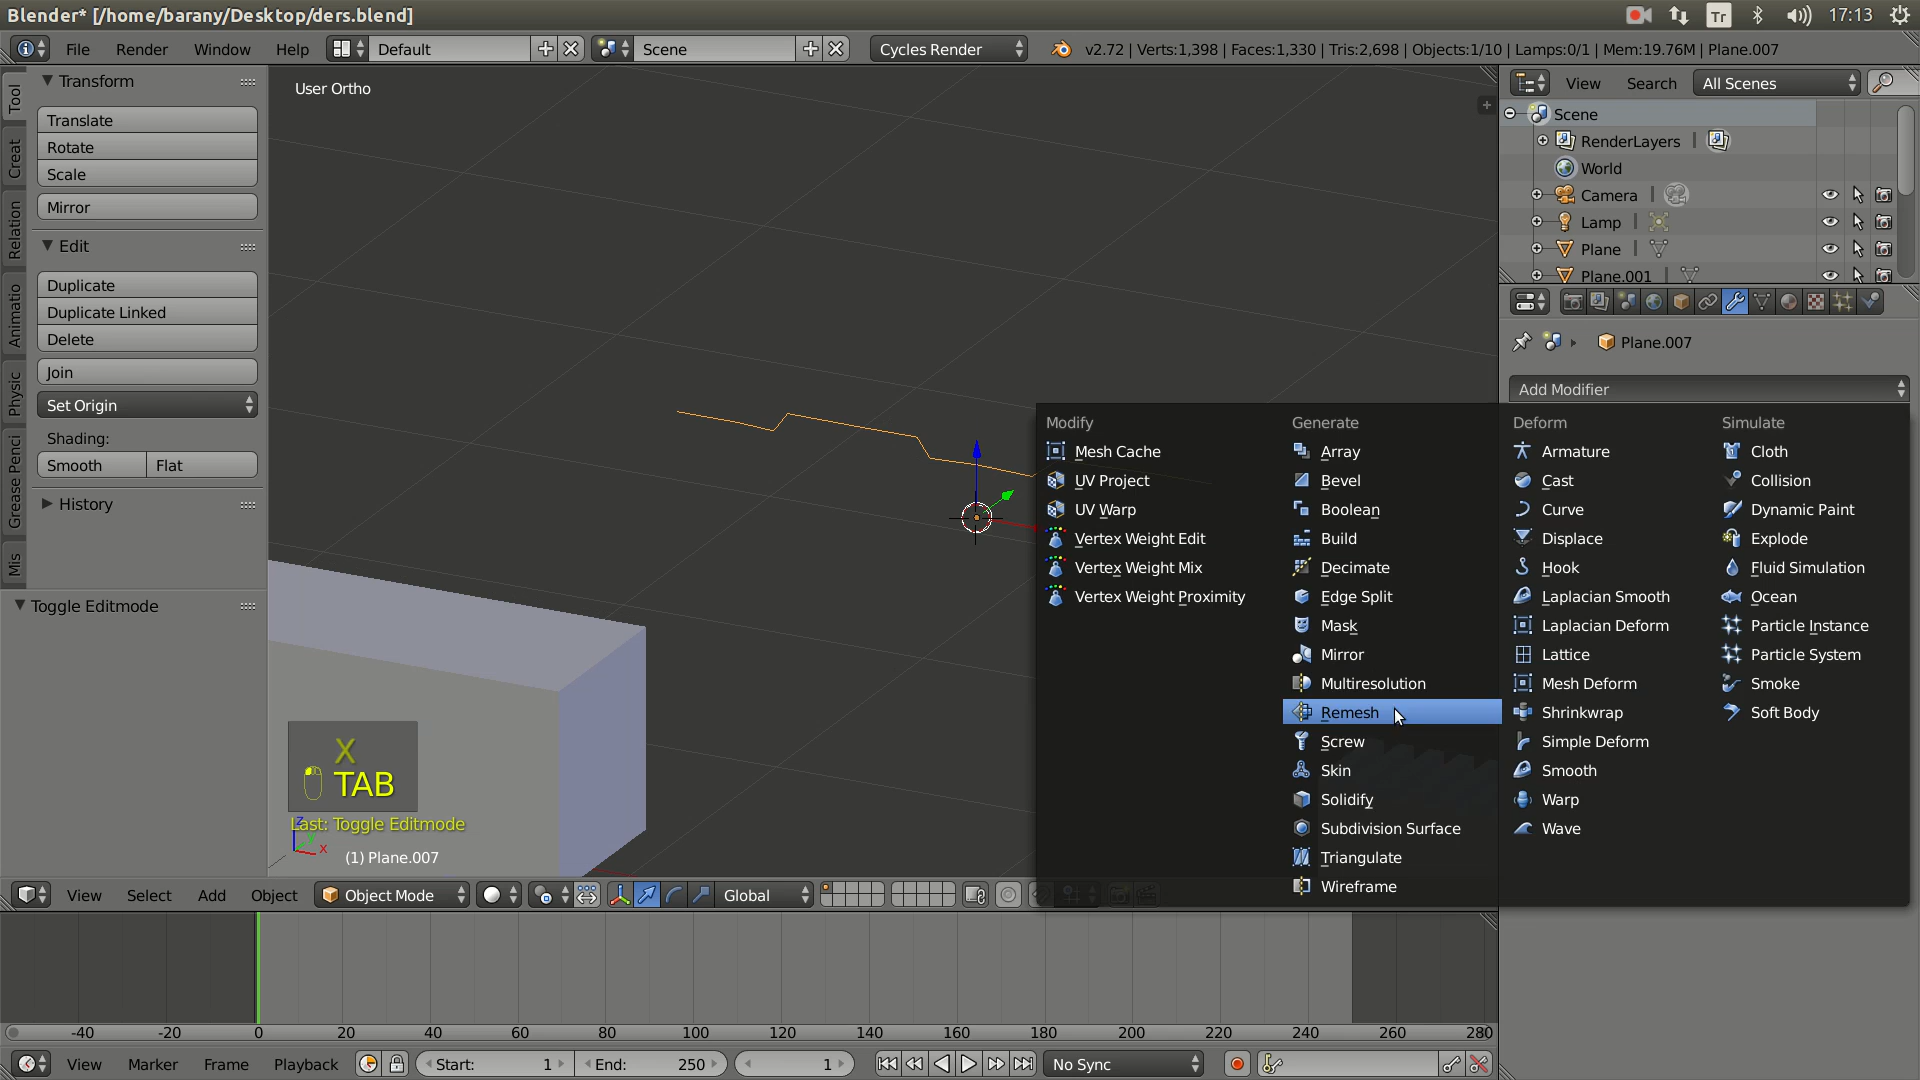 Blender* [/home/barany/Desktop/ders.blend]
Tr
17:13
File
Render
Window
Help
Default
Scene
Cycles Render
v2.72 | Verts:1,398 | Faces:1,330 | Tris:2,698 | Objects:1/10 | Lamps:0/1 | Mem:19.76M | Plane.007
Tool
Creat
Relation
Animatio
Physic
Grease Penci
Mis
Transform
Translate
Rotate
Scale
Mirror
Edit
Duplicate
Duplicate Linked
Delete
Join
Set Origin
Shading:
Smooth
Flat
History
Toggle Editmode
User Ortho
X
TAB
Last: Toggle Editmode
z
x
(1) Plane.007
View
Search
All Scenes
Scene
RenderLayers
World
Camera
Lamp
Plane
Plane.001
Plane.007
Add Modifier
Modify
Mesh Cache
UV Project
UV Warp
Vertex Weight Edit
Vertex Weight Mix
Vertex Weight Proximity
Generate
Array
Bevel
Boolean
Build
Decimate
Edge Split
Mask
Mirror
Multiresolution
Remesh
Screw
Skin
Solidify
Subdivision Surface
Triangulate
Wireframe
Deform
Armature
Cast
Curve
Displace
Hook
Laplacian Smooth
Laplacian Deform
Lattice
Mesh Deform
Shrinkwrap
Simple Deform
Smooth
Warp
Wave
Simulate
Cloth
Collision
Dynamic Paint
Explode
Fluid Simulation
Ocean
Particle Instance
Particle System
Smoke
Soft Body
View
Select
Add
Object
Object Mode
Global
-40
-20
0
20
40
60
80
100
120
140
160
180
200
220
240
260
280
View
Marker
Frame
Playback
Start:
1
End:
250
1
No Sync